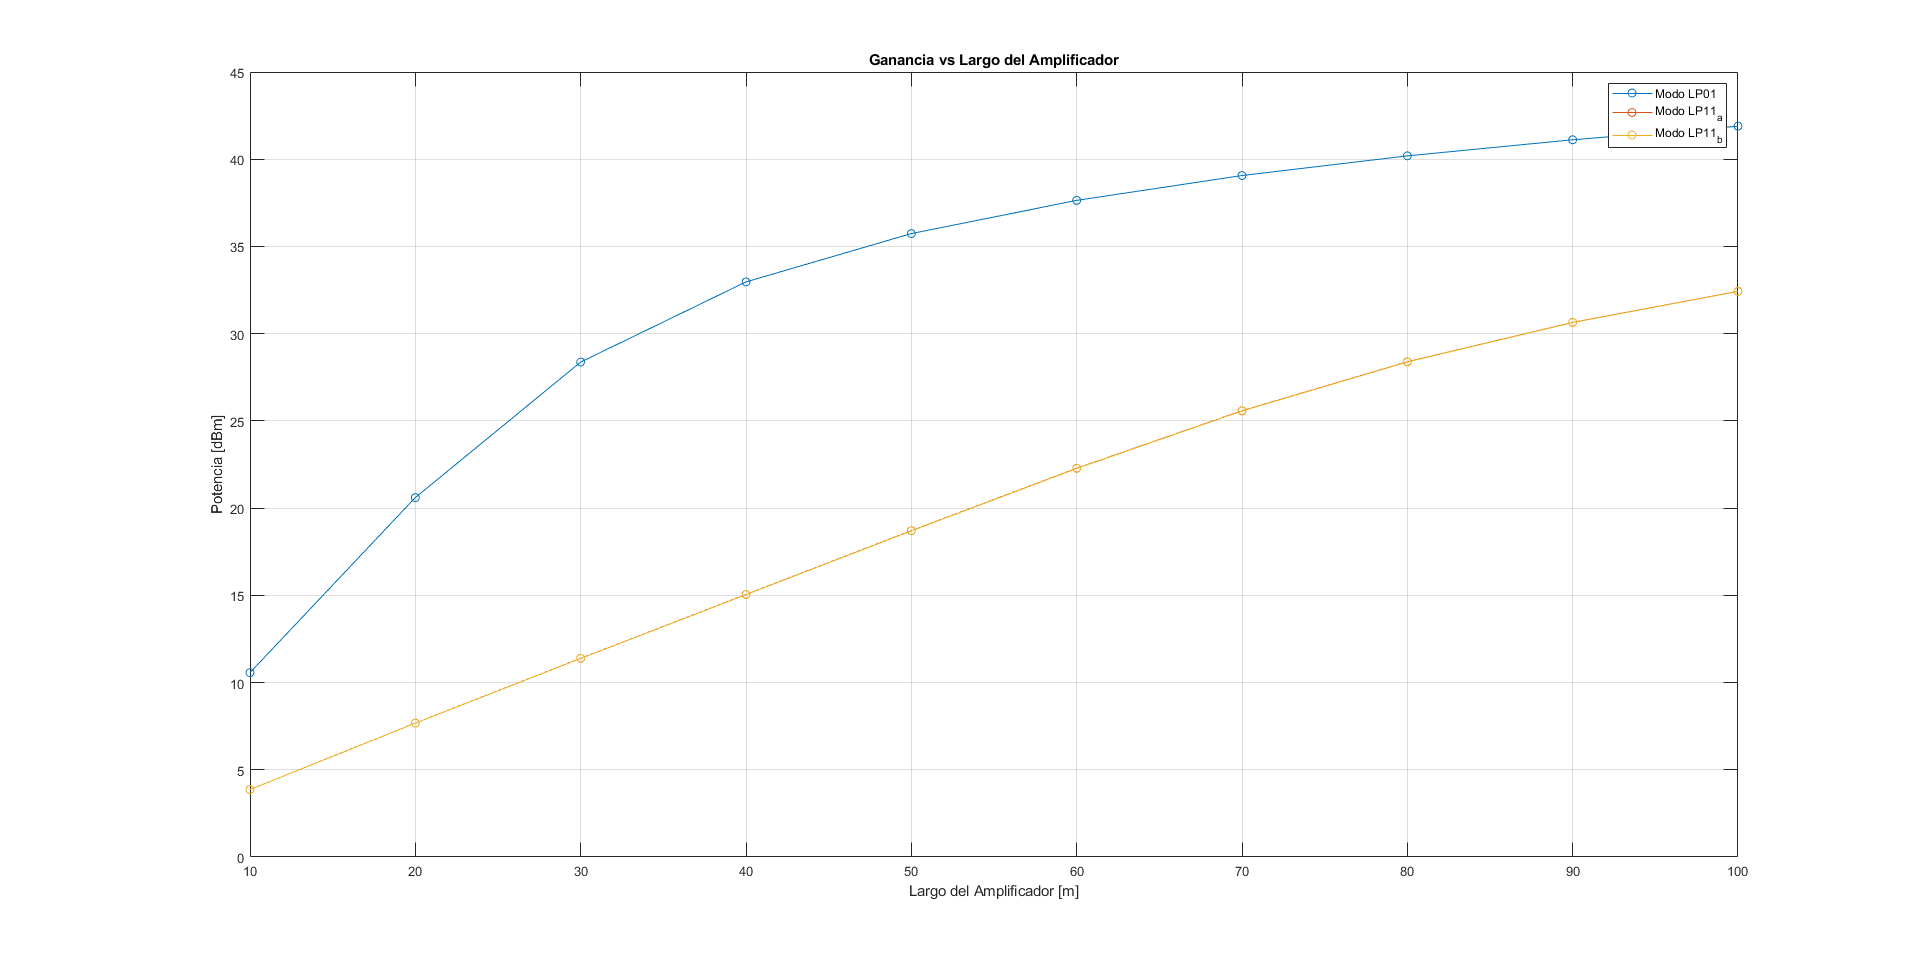 Ganancia vs Largo del Amplificador
45
40
35
30
25
20
15
10
5
0
Potencia [dBm]
Modo LP01
Modo LP11a
Modo LP11b
10 20 30 40 50 60 70 80 90 100
Largo del Amplificador [m]